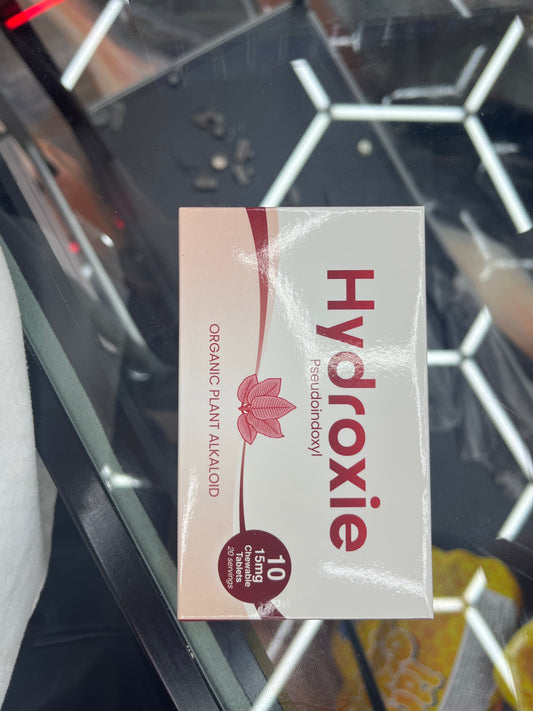 Hydroxie
Pseudoindoxyl
ORGANIC PLANT ALKALOID
10
15mg
Chewable
Tablets
20 servings